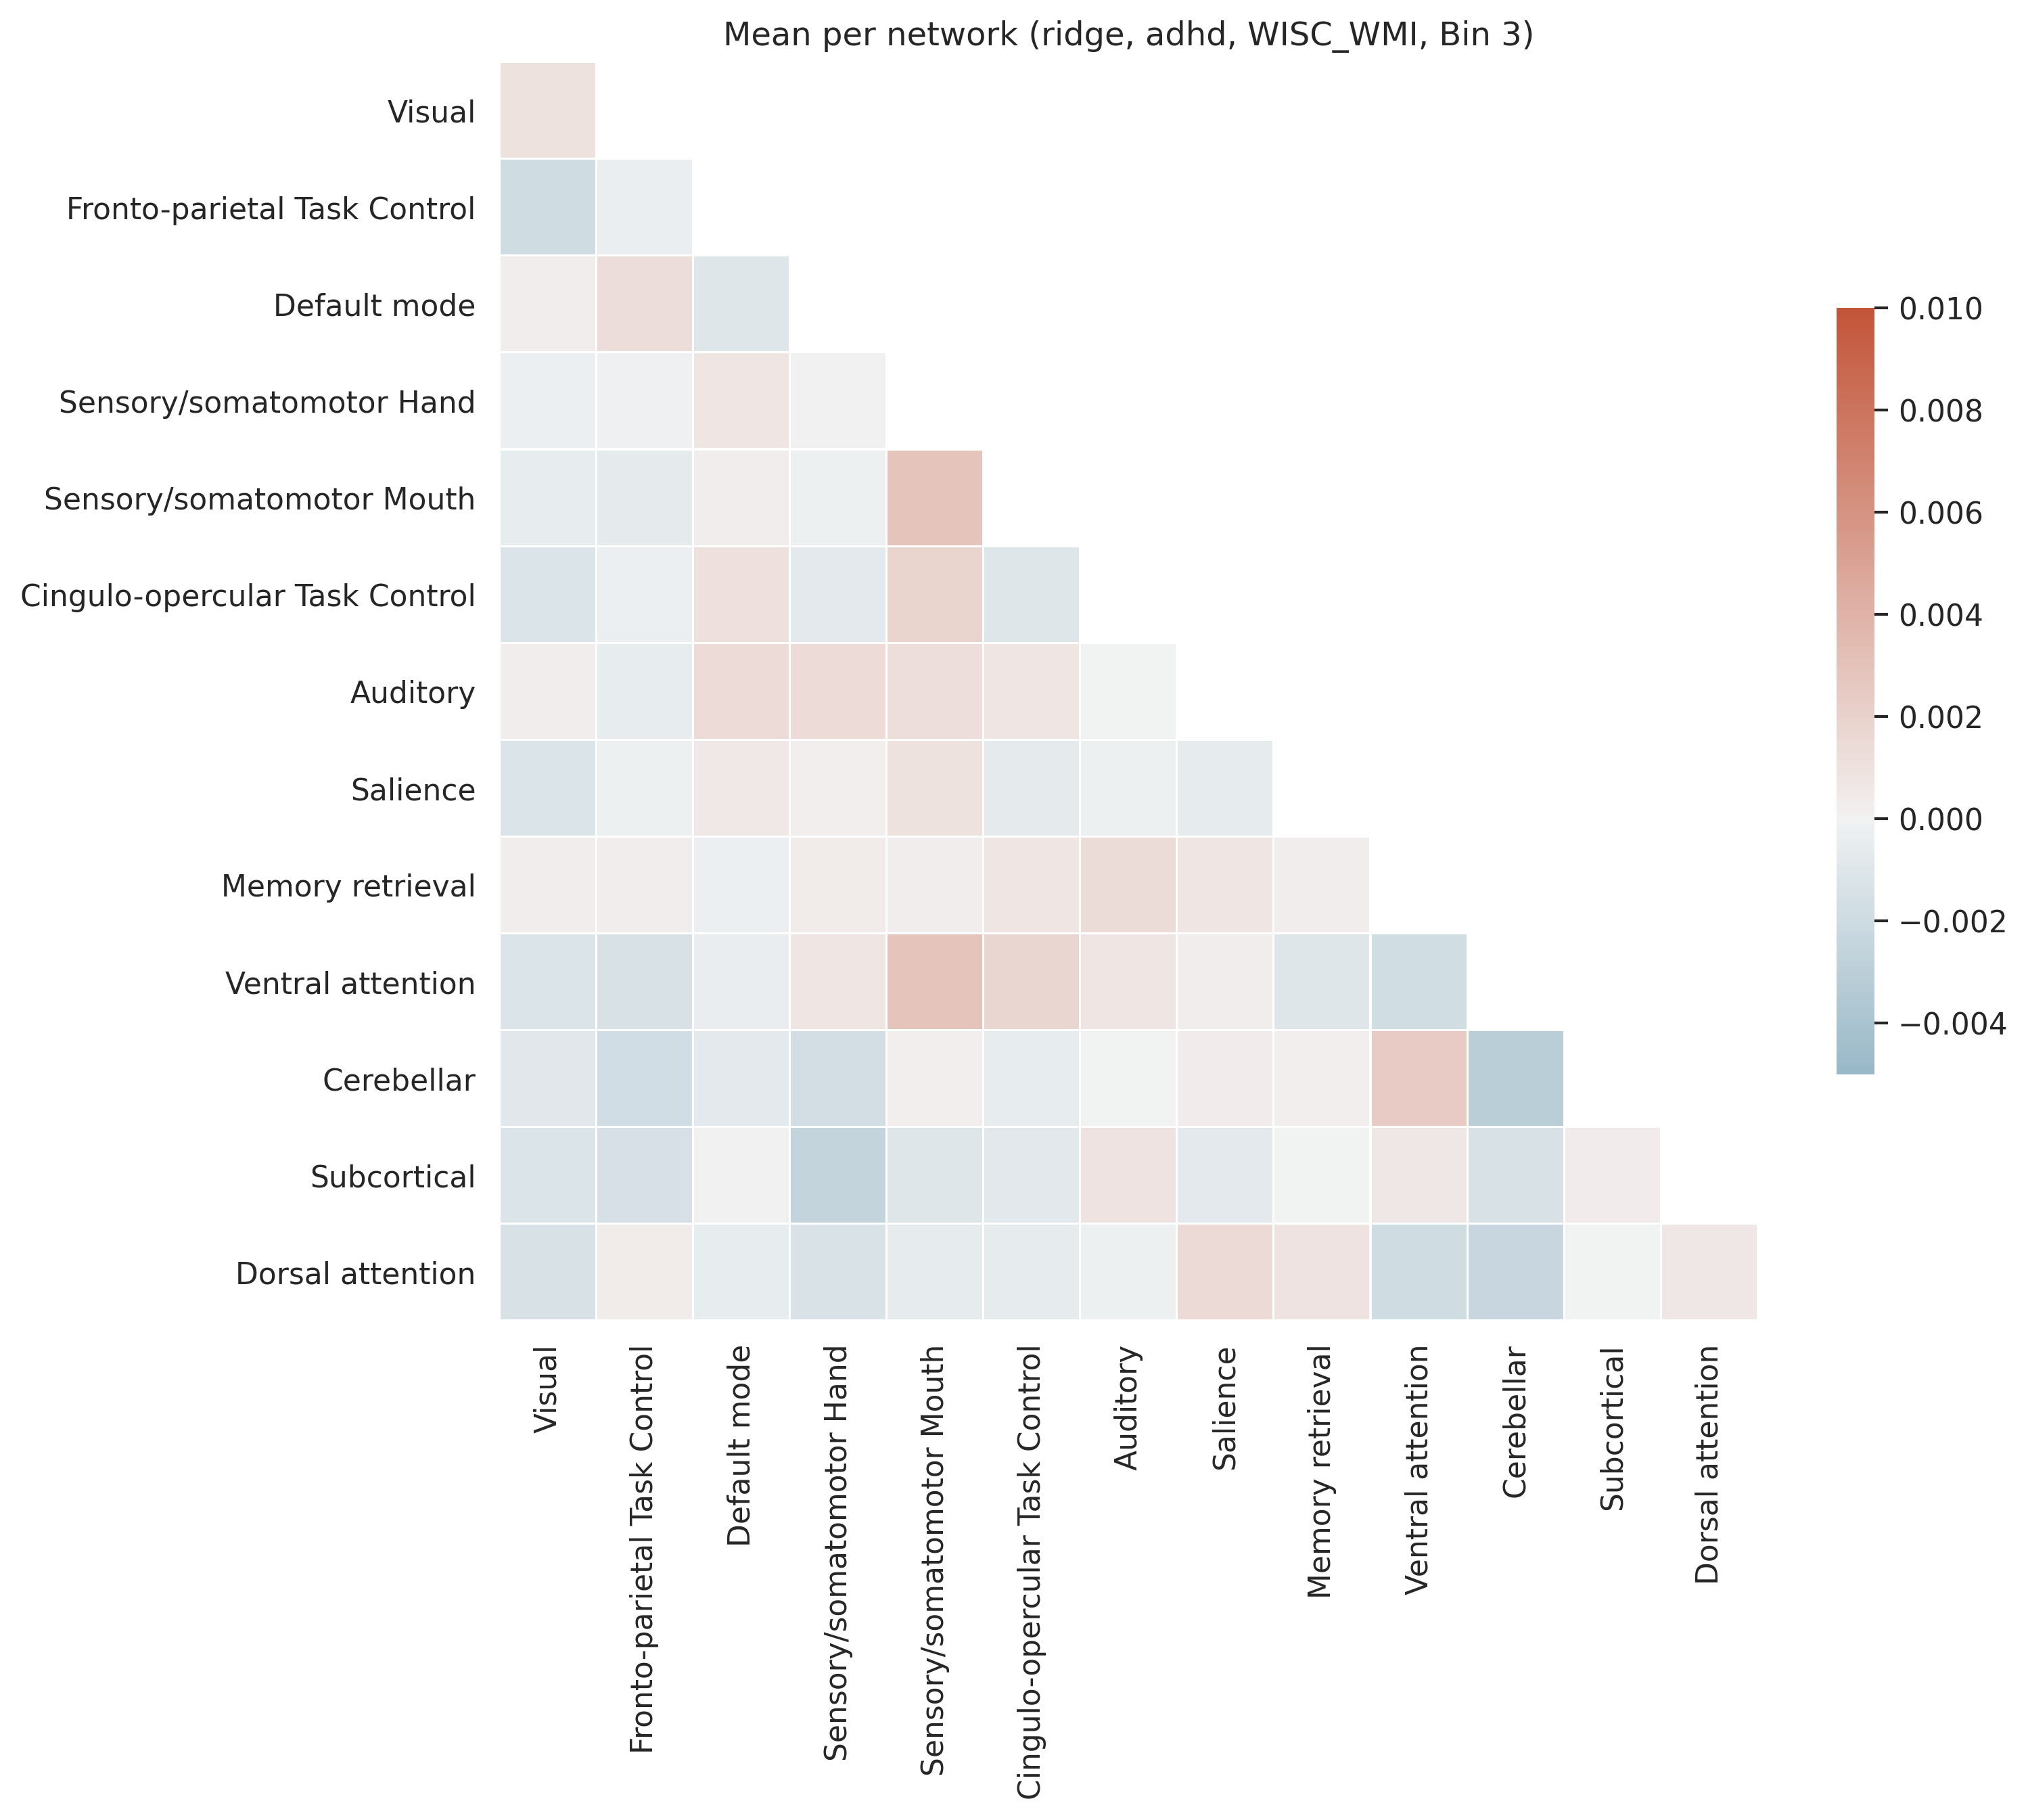 Mean per network (ridge, adhd, WISC_WMI, Bin 3)
Visual
Fronto-parietal Task Control
Default mode
Sensory/somatomotor Hand
Sensory/somatomotor Mouth
Cingulo-opercular Task Control
Auditory
Salience
Memory retrieval
Ventral attention
Cerebellar
Subcortical
Dorsal attention
Visual
Fronto-parietal Task Control
Default mode
Sensory/somatomotor Hand
Sensory/somatomotor Mouth
Cingulo-opercular Task Control
Auditory
Salience
Memory retrieval
Ventral attention
Cerebellar
Subcortical
Dorsal attention
0.010
0.008
0.006
0.004
0.002
0.000
−0.002
−0.004